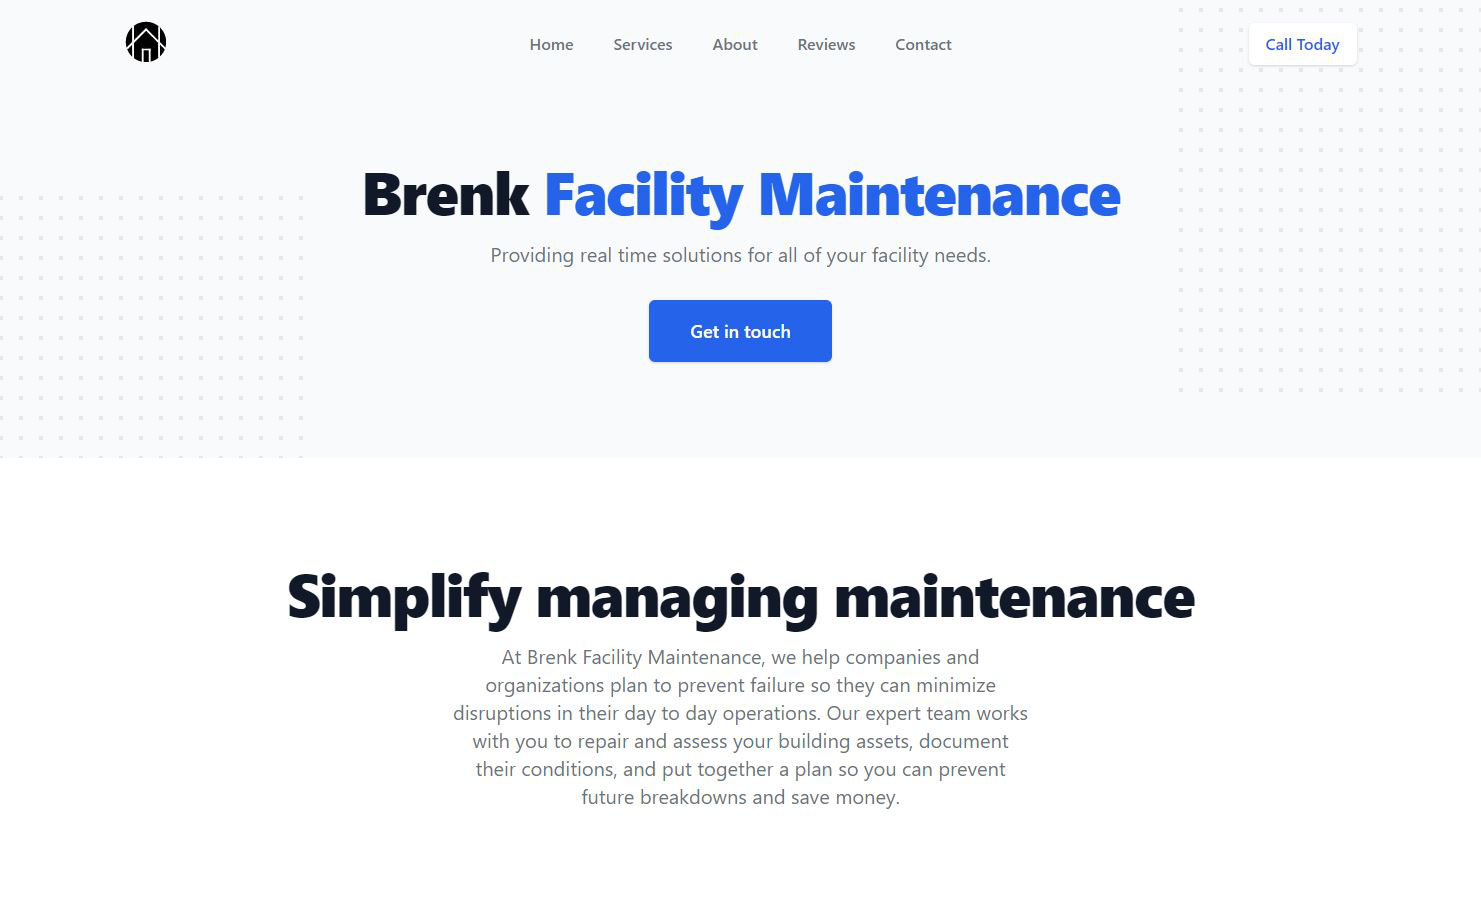 Home Services About Reviews Contact Call Today
Brenk Facility Maintenance
Providing real time solutions for all of your facility needs.
Get in touch
Simplify managing maintenance
At Brenk Facility Maintenance, we help companies and
organizations plan to prevent failure so they can minimize
disruptions in their day to day operations. Our expert team works
with you to repair and assess your building assets, document
their conditions, and put together a plan so you can prevent
future breakdowns and save money.